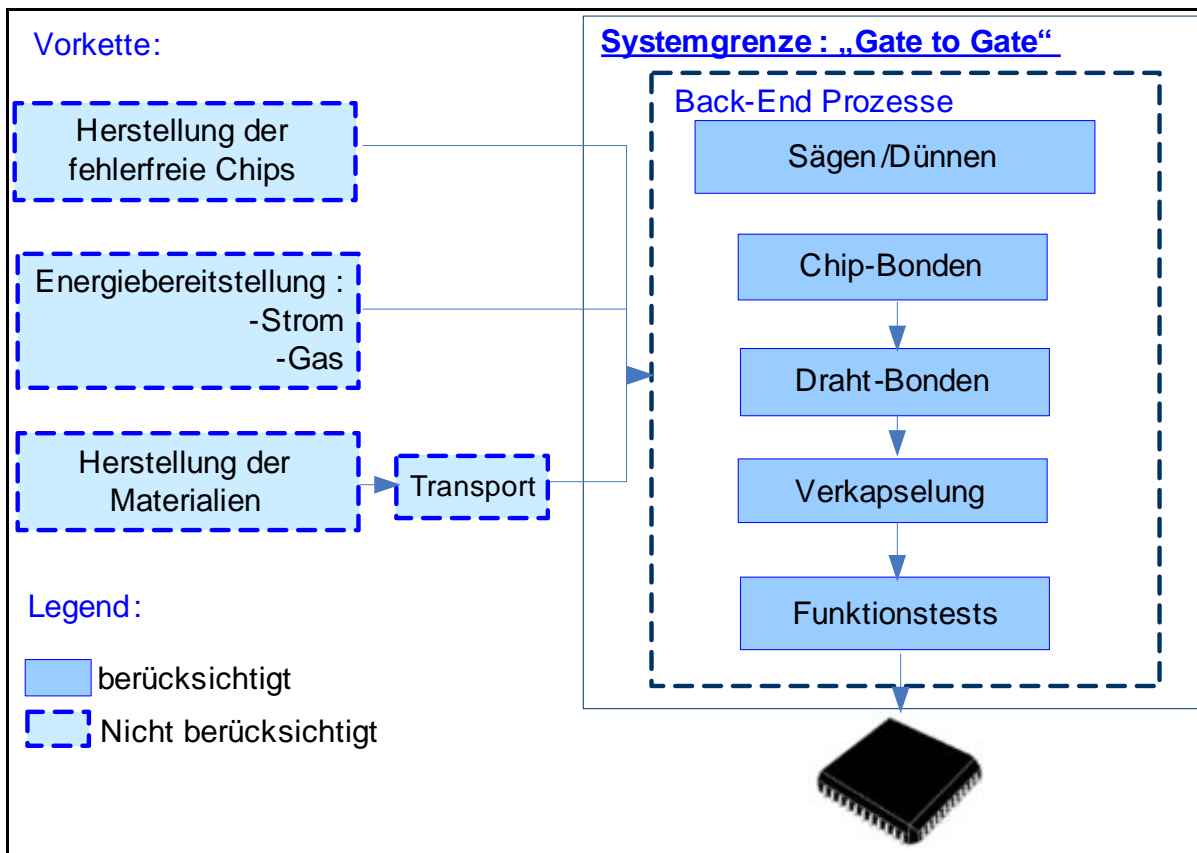 Vorkette:
Herstellung der
fehlerfreie Chips
Energiebereitstellung :
-Strom
-Gas
Herstellung der
Materialien
Transport
Legend:
berücksichtigt
Nicht berücksichtigt
Systemgrenze : „Gate to Gate“
Back-End Prozesse
Sägen/Dünnen
Chip-Bonden
Draht-Bonden
Verkapselung
Funktionstests